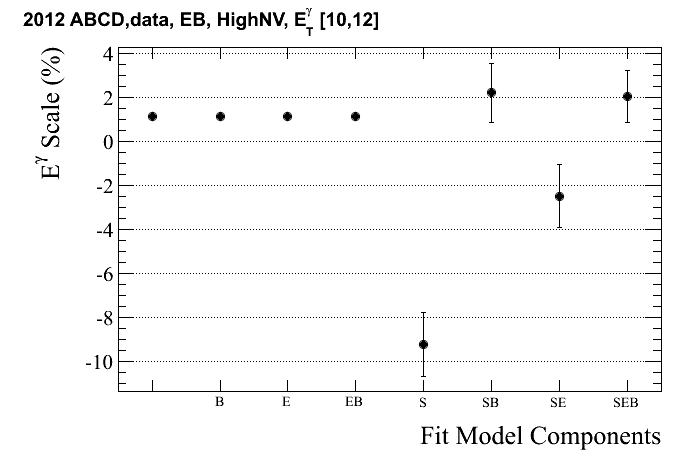 2012 ABCD,data, EB, HighNV, E_T^γ [10,12]
E^γ Scale (%)
4
2
0
-2
-4
-6
-8
-10
B E EB S SB SE SEB
Fit Model Components